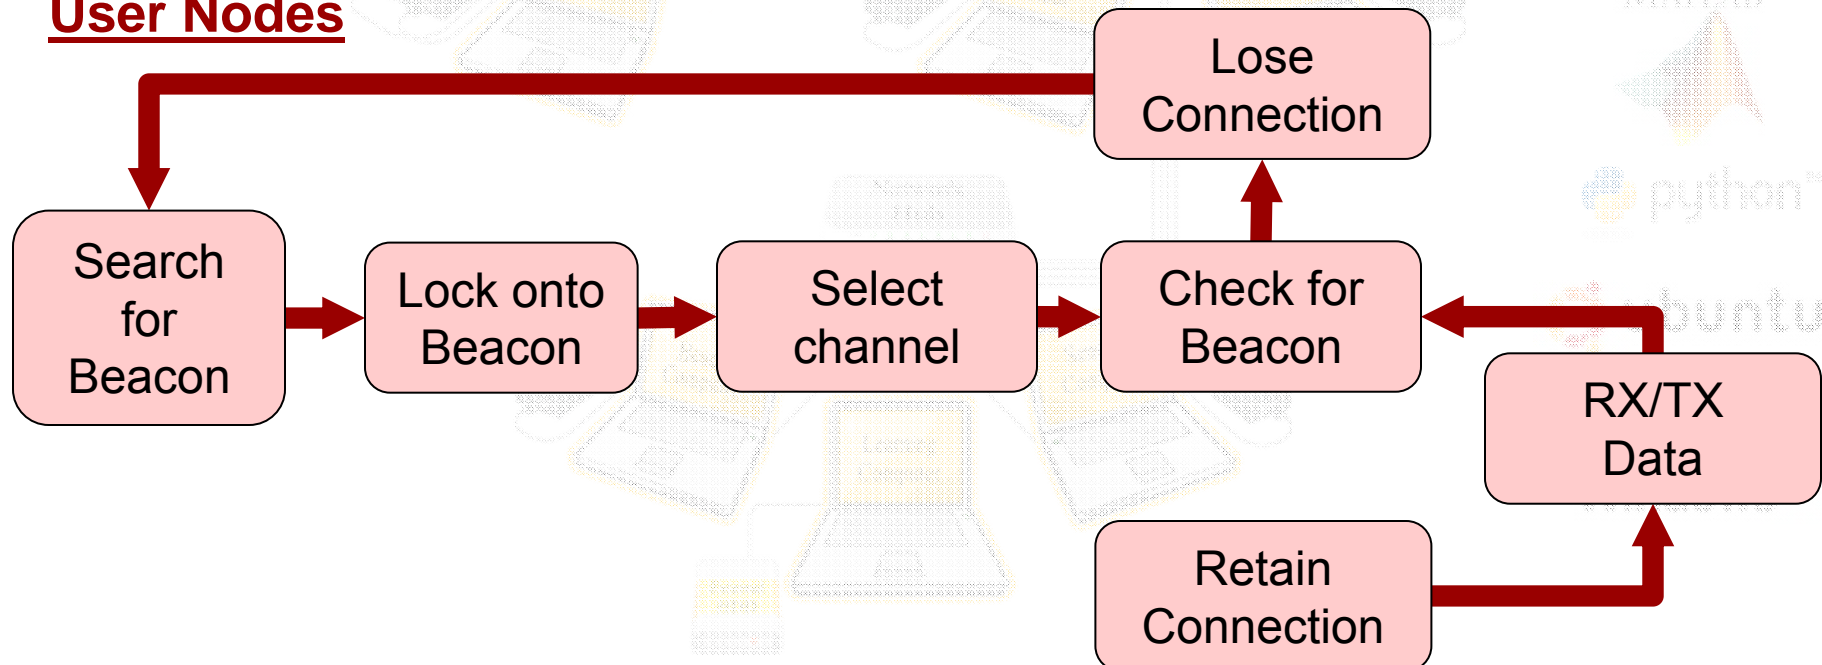 User Nodes
Lose
Connection
Search
for
Beacon
Lock onto
Beacon
Select
channel
Check for
Beacon
RX/TX
Data
Retain
Connection
python
ubuntu